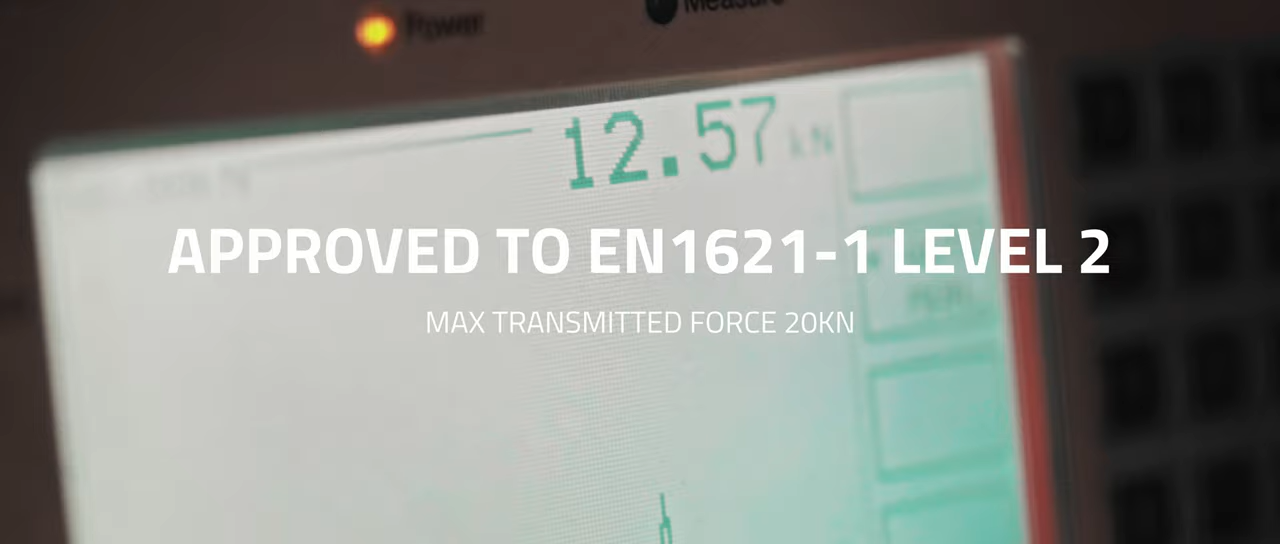 Power
Measure
12.57 kN
APPROVED TO EN1621-1 LEVEL 2
MAX TRANSMITTED FORCE 20KN